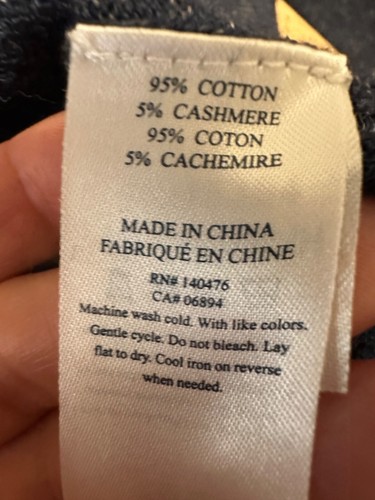 95% COTTON
5% CASHMERE
95% COTON
5% CACHEMIRE
MADE IN CHINA
FABRIQUÉ EN CHINE
RN# 140476
CA# 06894
Machine wash cold. With like colors.
Gentle cycle. Do not bleach. Lay
flat to dry. Cool iron on reverse
when needed.